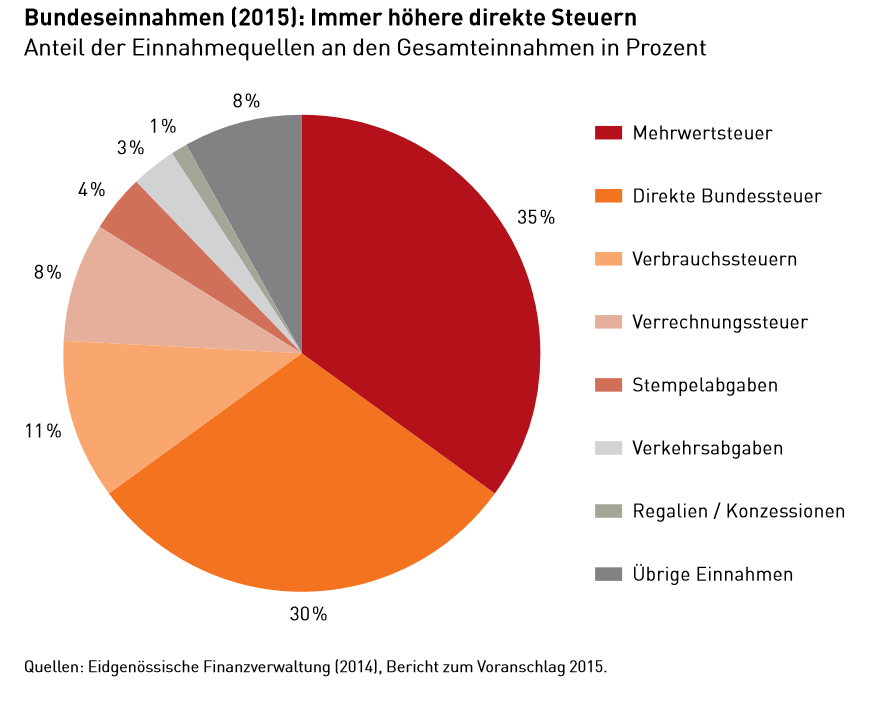 Bundeseinnahmen (2015): Immer höhere direkte Steuern
Anteil der Einnahmequellen an den Gesamteinnahmen in Prozent
8 %
1 %
3 %
4 %
8 %
11 %
30 %
35 %
Mehrwertsteuer
Direkte Bundessteuer
Verbrauchssteuern
Verrechnungssteuer
Stempelabgaben
Verkehrsabgaben
Regalien / Konzessionen
Übrige Einnahmen
Quellen: Eidgenössische Finanzverwaltung (2014), Bericht zum Voranschlag 2015.